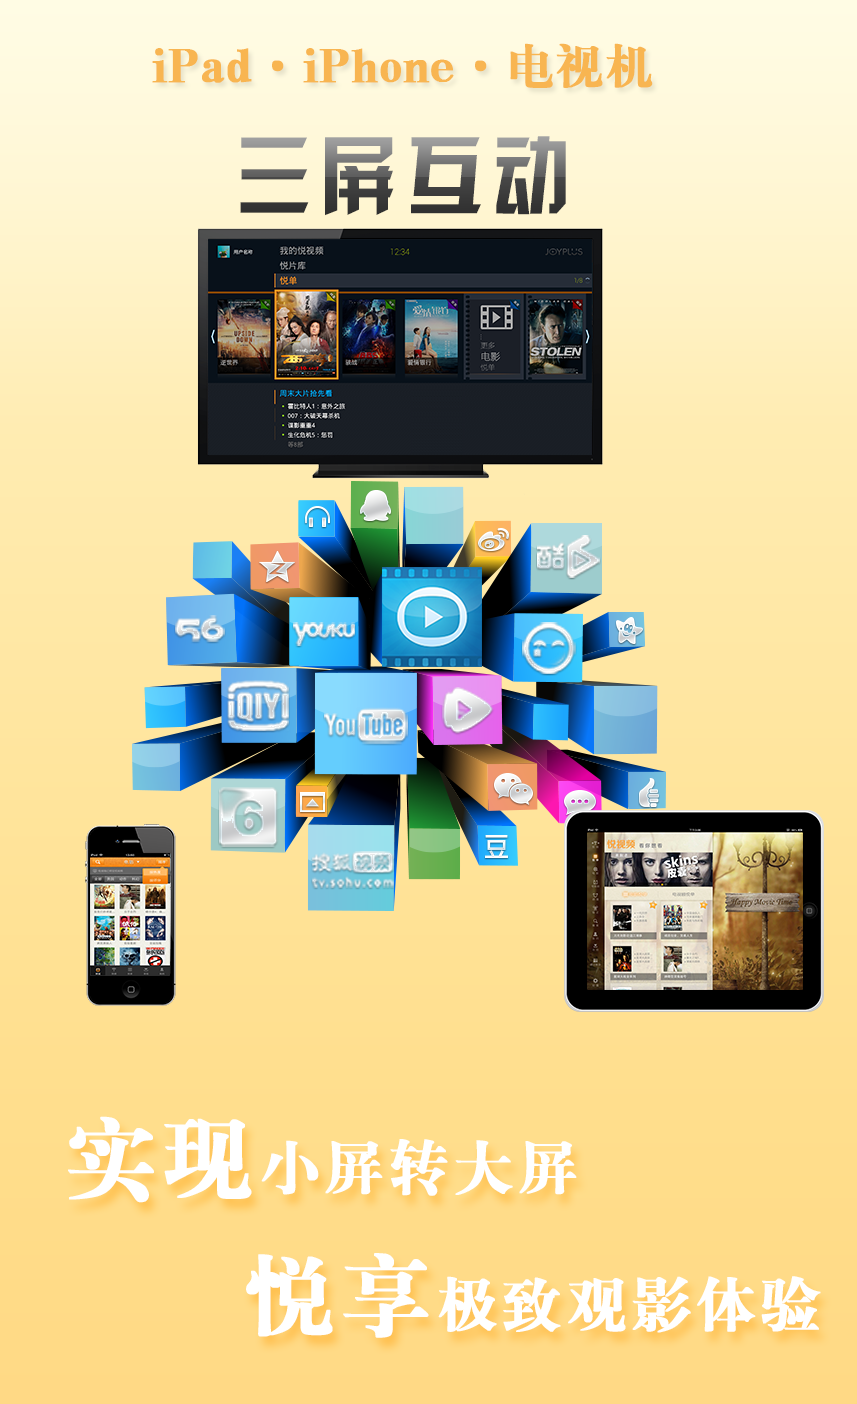 iPad·iPhone·电视机
三屏互动
用户名称
我的悦视频
12:34
JOYPLUS
悦片库
悦单
UPSIDE DOWN
逆世界
爱情银行
更多
电影
悦单
STOLEN
周末大片抢先看
霍比特人1：意外之旅
007：大破天幕杀机
谍影重重4
生化危机5：惩罚
等8部
酷6
56
youku
iQIYI
YouTube
6
豆
搜狐视频
tv.sohu.com
悦视频 看你想看
skins
皮囊
Happy Movie Time
实现小屏转大屏
悦享极致观影体验